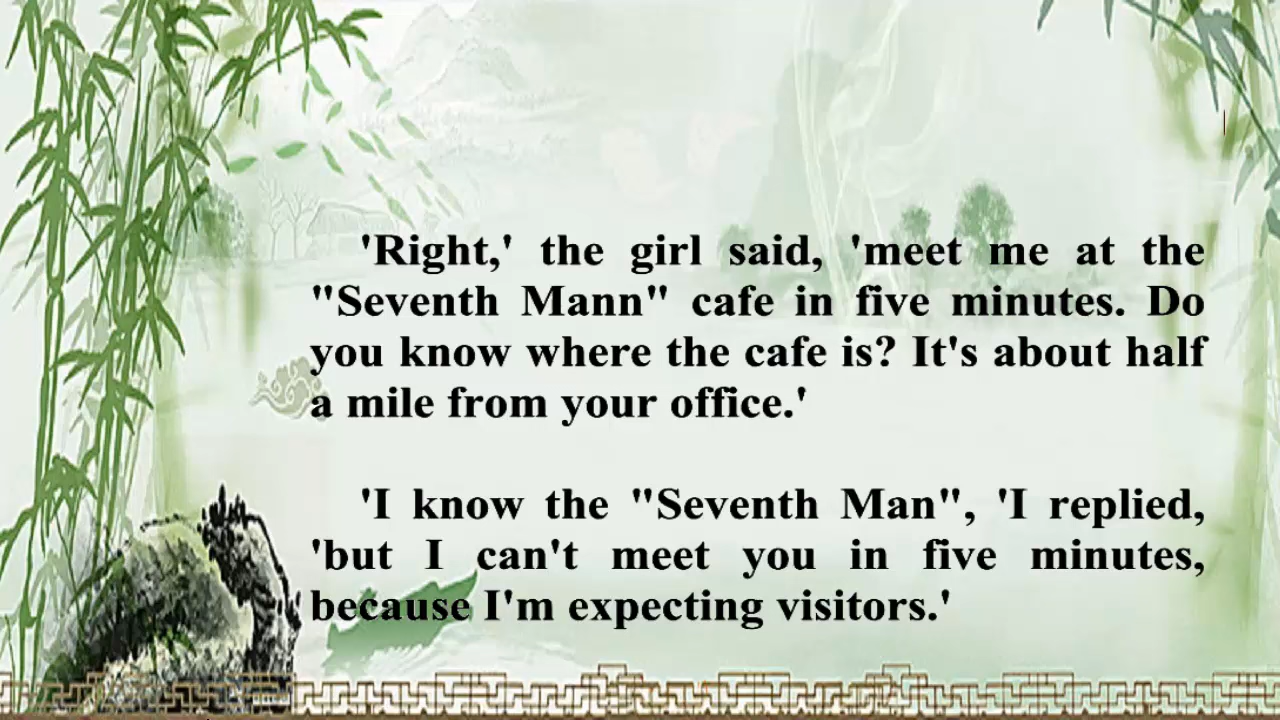 'Right,' the girl said, 'meet me at the
"Seventh Mann" cafe in five minutes. Do
you know where the cafe is? It's about half
a mile from your office.'
'I know the "Seventh Man", 'I replied,
'but I can't meet you in five minutes,
because I'm expecting visitors.'